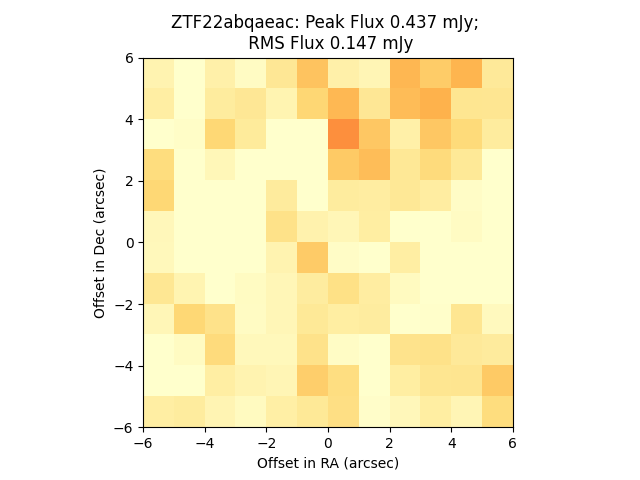 ZTF22abqaeac: Peak Flux 0.437 mJy;
RMS Flux 0.147 mJy
6
4
2
0
−2
−4
−6
Offset in Dec (arcsec)
−6 −4 −2 0 2 4 6
Offset in RA (arcsec)